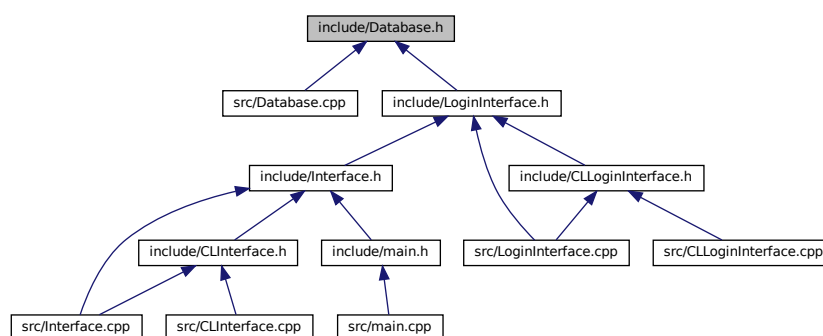 include/Database.h
src/Database.cpp
include/LoginInterface.h
include/Interface.h
include/CLLoginInterface.h
include/CLInterface.h
include/main.h
src/LoginInterface.cpp
src/CLLoginInterface.cpp
src/Interface.cpp
src/CLInterface.cpp
src/main.cpp